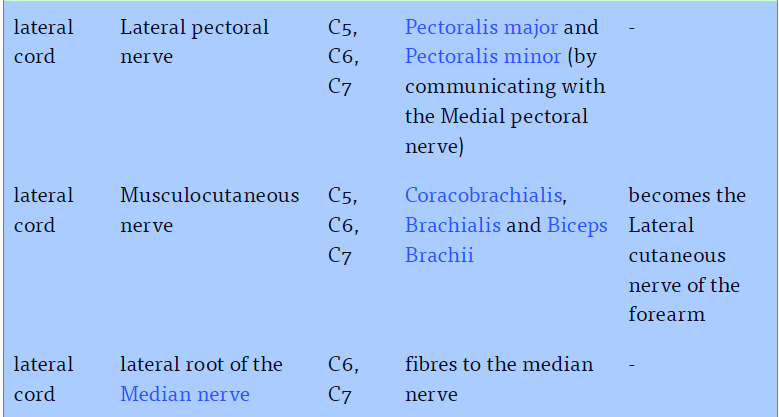 lateral cord
Lateral pectoral nerve
C5, C6, C7
Pectoralis major and Pectoralis minor (by communicating with the Medial pectoral nerve)
-
lateral cord
Musculocutaneous nerve
C5, C6, C7
Coracobrachialis, Brachialis and Biceps Brachii
becomes the Lateral cutaneous nerve of the forearm
lateral cord
lateral root of the Median nerve
C6, C7
fibres to the median nerve
-